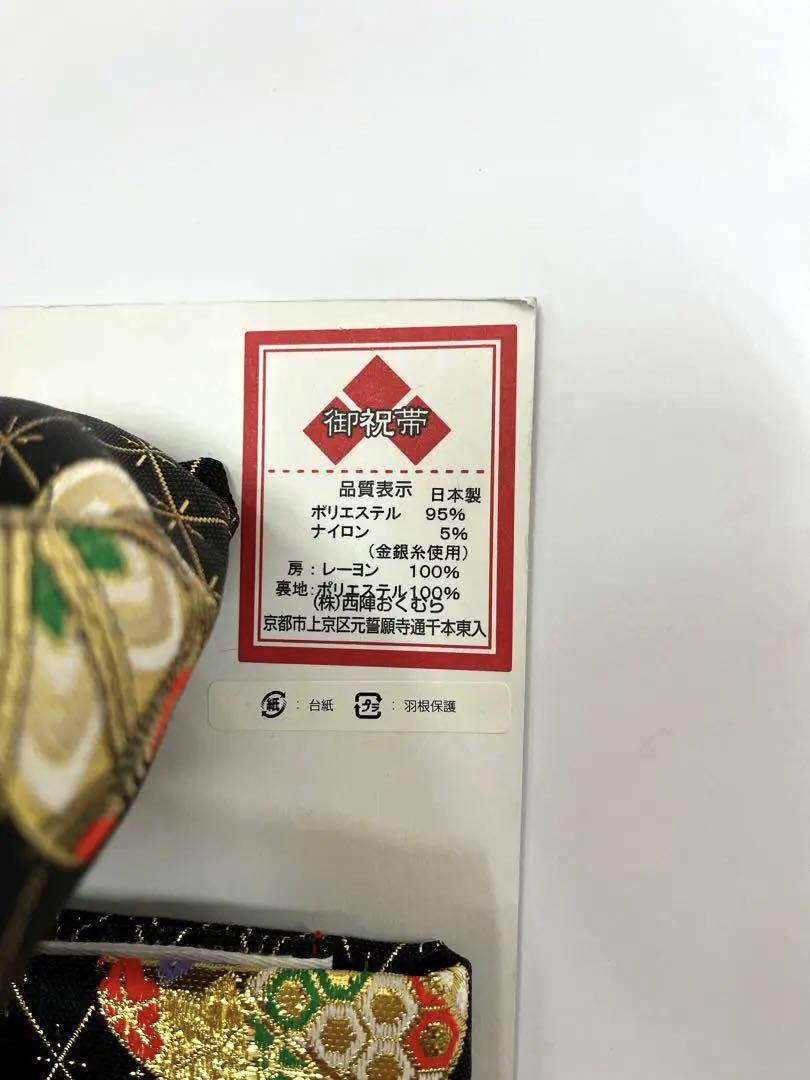 御祝帯
品質表示 日本製
ポリエステル 95%
ナイロン 5%
(金銀糸使用)
房:レーヨン 100%
裏地:ポリエステル100%
(株)西陣おくむら
京都市上京区元誓願寺通千本東入
紙 : 台紙 プラ : 羽根保護